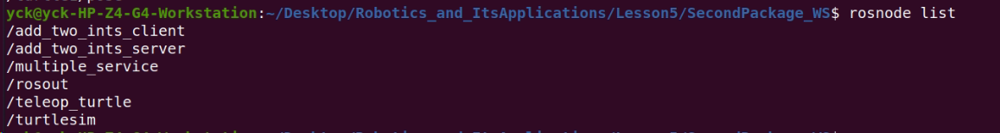 yck@yck-HP-Z4-G4-Workstation:~/Desktop/Robotics_and_ItsApplications/Lesson5/SecondPackage_WS$ rosnode list
/add_two_ints_client
/add_two_ints_server
/multiple_service
/rosout
/teleop_turtle
/turtlesim